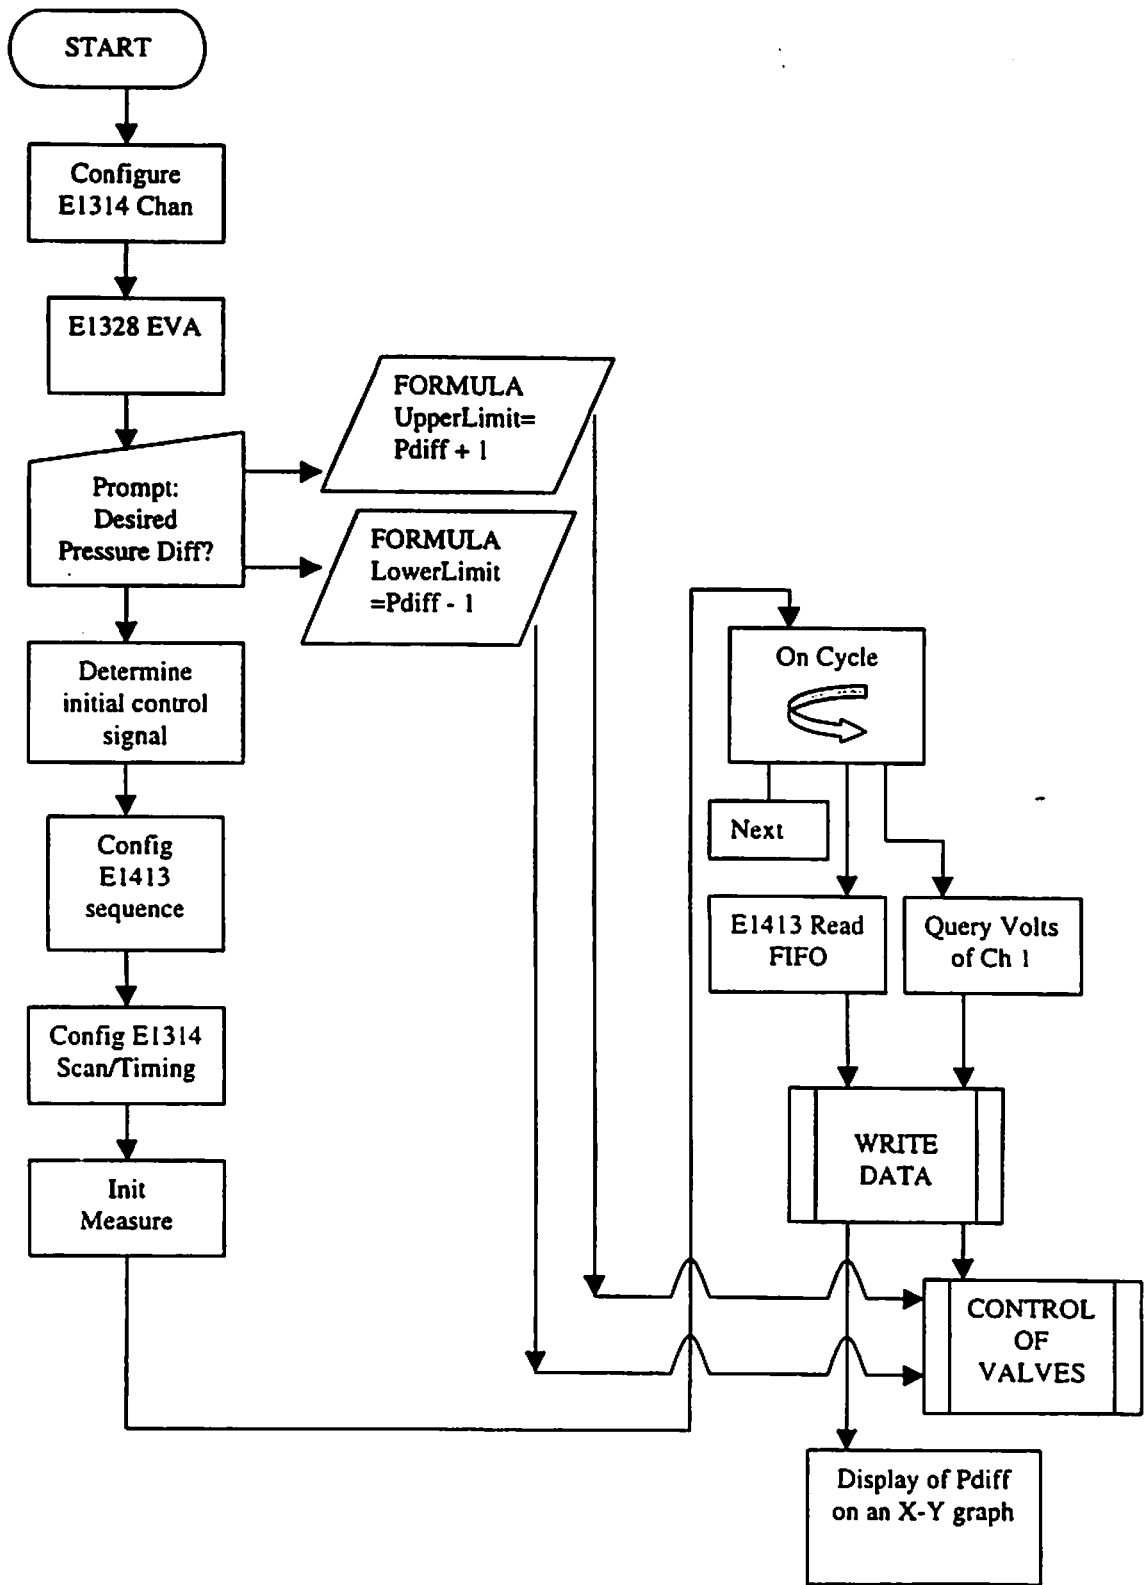 START
Configure
E1314 Chan
E1328 EVA
FORMULA
UpperLimit=
Pdiff + 1
Prompt:
Desired
Pressure Diff?
FORMULA
LowerLimit
=Pdiff - 1
Determine
initial control
signal
Config
E1413
sequence
Config E1314
Scan/Timing
Init
Measure
On Cycle
Next
E1413 Read
FIFO
Query Volts
of Ch 1
WRITE
DATA
CONTROL
OF
VALVES
Display of Pdiff
on an X-Y graph